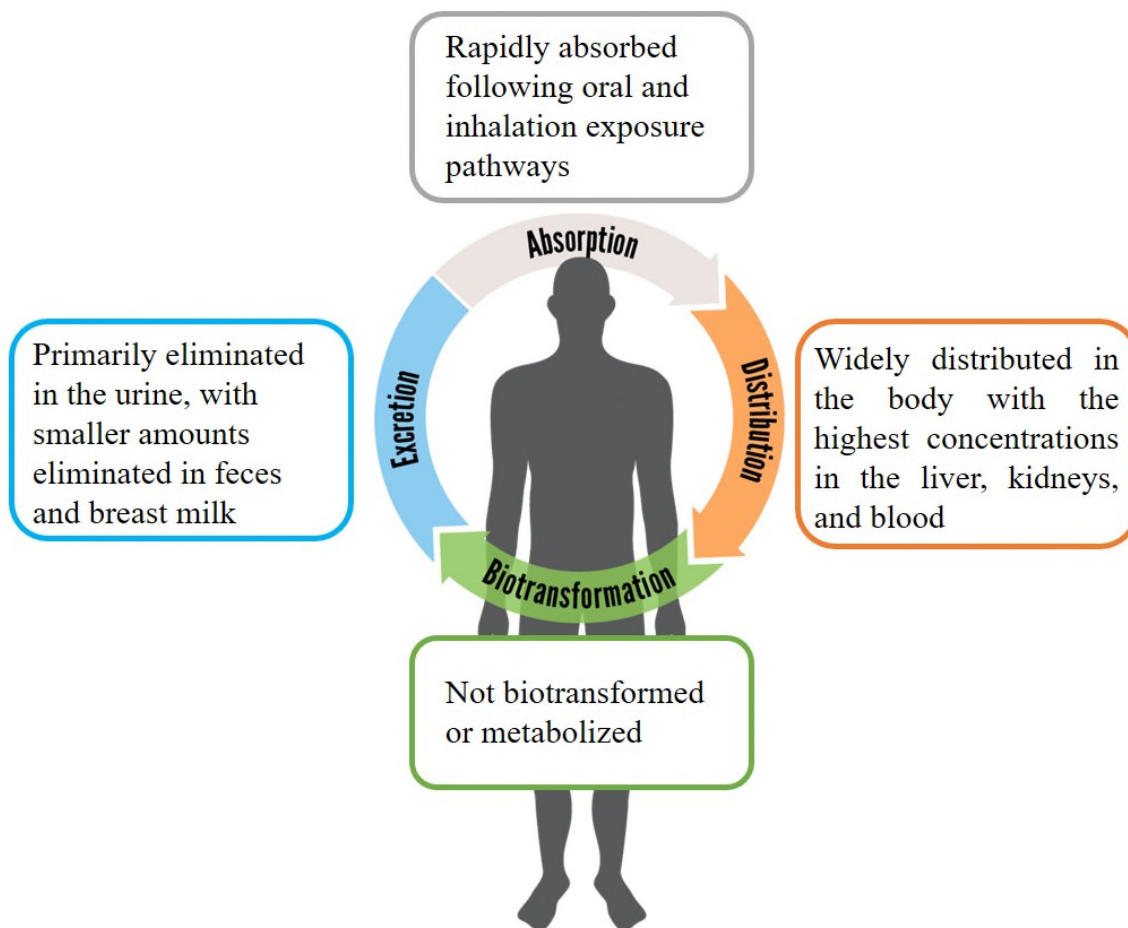 Rapidly absorbed
following oral and
inhalation exposure
pathways
Absorption
Primarily eliminated
in the urine, with
smaller amounts
eliminated in feces
and breast milk
Excretion
Distribution
Widely distributed in
the body with the
highest concentrations
in the liver, kidneys,
and blood
Biotransformation
Not biotransformed
or metabolized